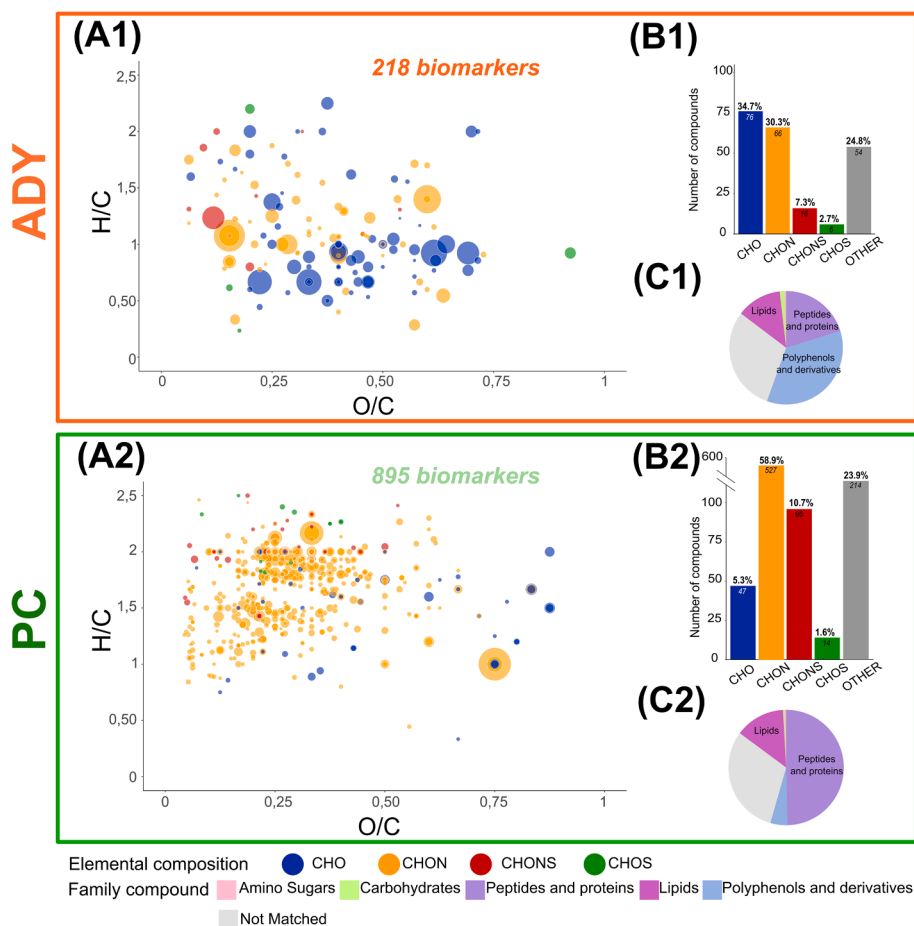 ADY
(A1)
218 biomarkers
2,5
2
1,5
1
0,50
0
H/C
0
0,25
0,50
0,75
1
O/C
(B1)
100
75
50
25
0
Number of compounds
34.7%
76
30.3%
66
7.3%
16
2.7%
6
24.8%
54
CHO
CHON
CHONS
CHOS
OTHER
(C1)
Lipids
Peptides
and proteins
Polyphenols
and derivatives
PC
(A2)
895 biomarkers
2,5
2
1,5
1
0,50
0
H/C
0
0,25
0,50
0,75
1
O/C
(B2)
600
100
50
50
0
Number of compounds
5.3%
47
58.9%
527
10.7%
96
1.6%
14
23.9%
214
CHO
CHON
CHONS
CHOS
OTHER
(C2)
Lipids
Peptides
and proteins
Elemental composition CHO CHON CHONS CHOS
Family compound Amino Sugars Carbohydrates Peptides and proteins Lipids Polyphenols and derivatives
Not Matched